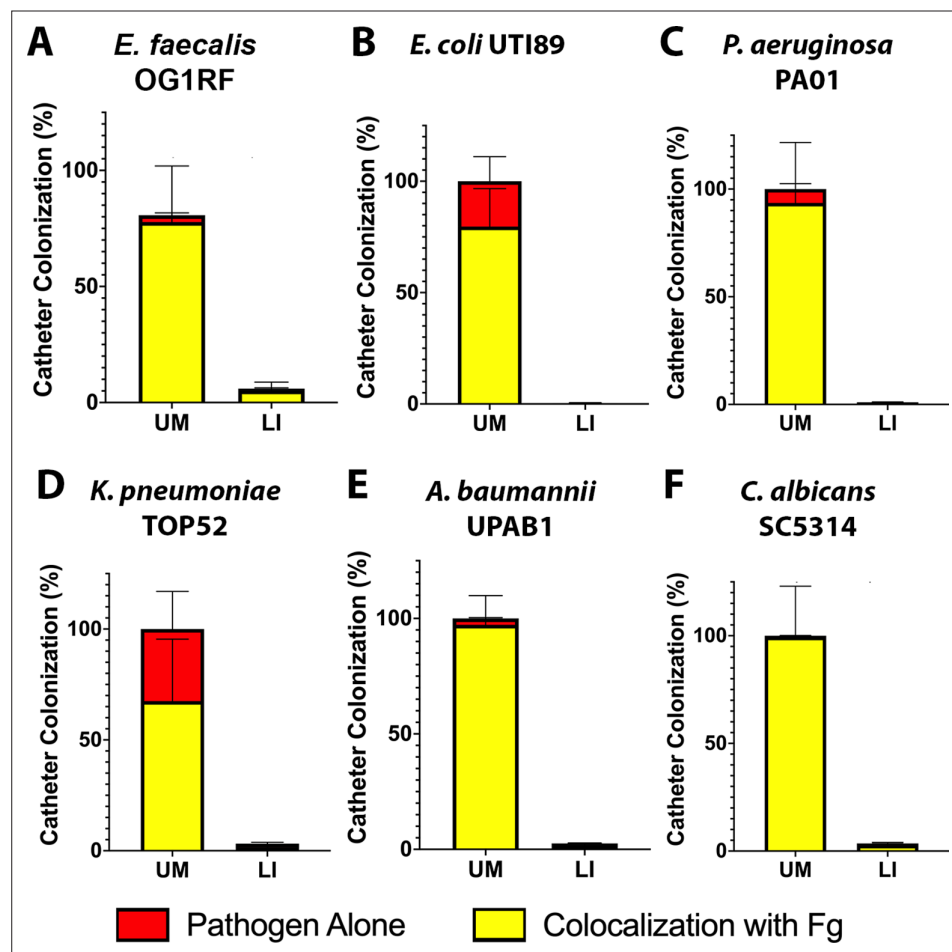 A
E. faecalis
OG1RF
Catheter Colonization (%)
100
50
0
UM
LI
B
E. coli UTI89
Catheter Colonization (%)
100
50
0
UM
LI
C
P. aeruginosa
PA01
Catheter Colonization (%)
100
50
0
UM
LI
D
K. pneumoniae
TOP52
Catheter Colonization (%)
100
50
0
UM
LI
E
A. baumannii
UPAB1
Catheter Colonization (%)
100
50
0
UM
LI
F
C. albicans
SC5314
Catheter Colonization (%)
100
50
0
UM
LI
Pathogen Alone
Colocalization with Fg